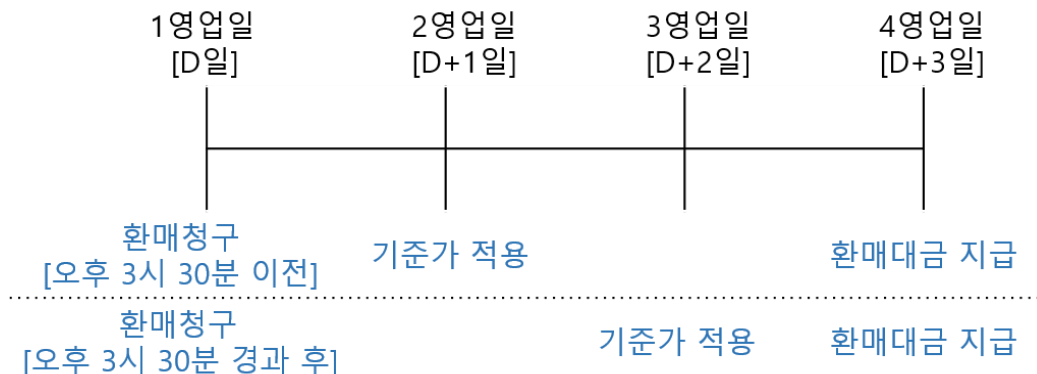 1영업일 2영업일 3영업일 4영업일
[D일] [D+1일] [D+2일] [D+3일]
환매청구
[오후 3시 30분 이전] 기준가 적용 환매대금 지급
환매청구
[오후 3시 30분 경과 후] 기준가 적용 환매대금 지급